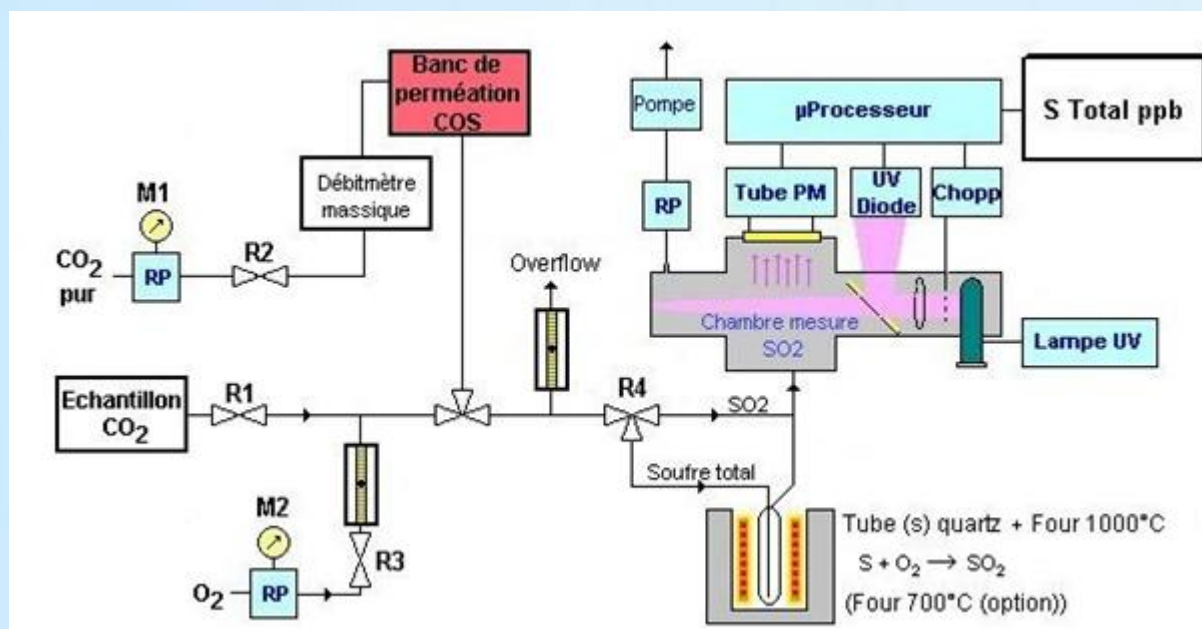 Banc de
perméation
COS
Pompe
µProcesseur
S Total ppb
Débitmètre
massique
M1
RP
Tube PM
UV
Diode
Chopp
CO2
pur
RP
R2
Overflow
Chambre mesure
SO2
Lampe UV
Echantillon
CO2
R1
R4
SO2
Soufre total
M2
R3
O2
RP
Tube (s) quartz + Four 1000°C
S + O2 → SO2
(Four 700°C (option))